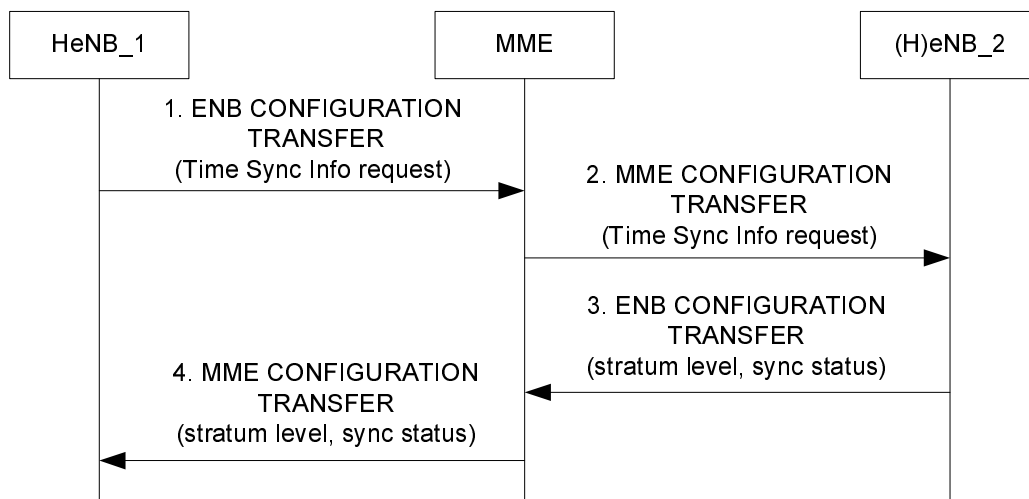 HeNB_1
MME
(H)eNB_2
1. ENB CONFIGURATION
TRANSFER
(Time Sync Info request)
2. MME CONFIGURATION
TRANSFER
(Time Sync Info request)
3. ENB CONFIGURATION
TRANSFER
(stratum level, sync status)
4. MME CONFIGURATION
TRANSFER
(stratum level, sync status)